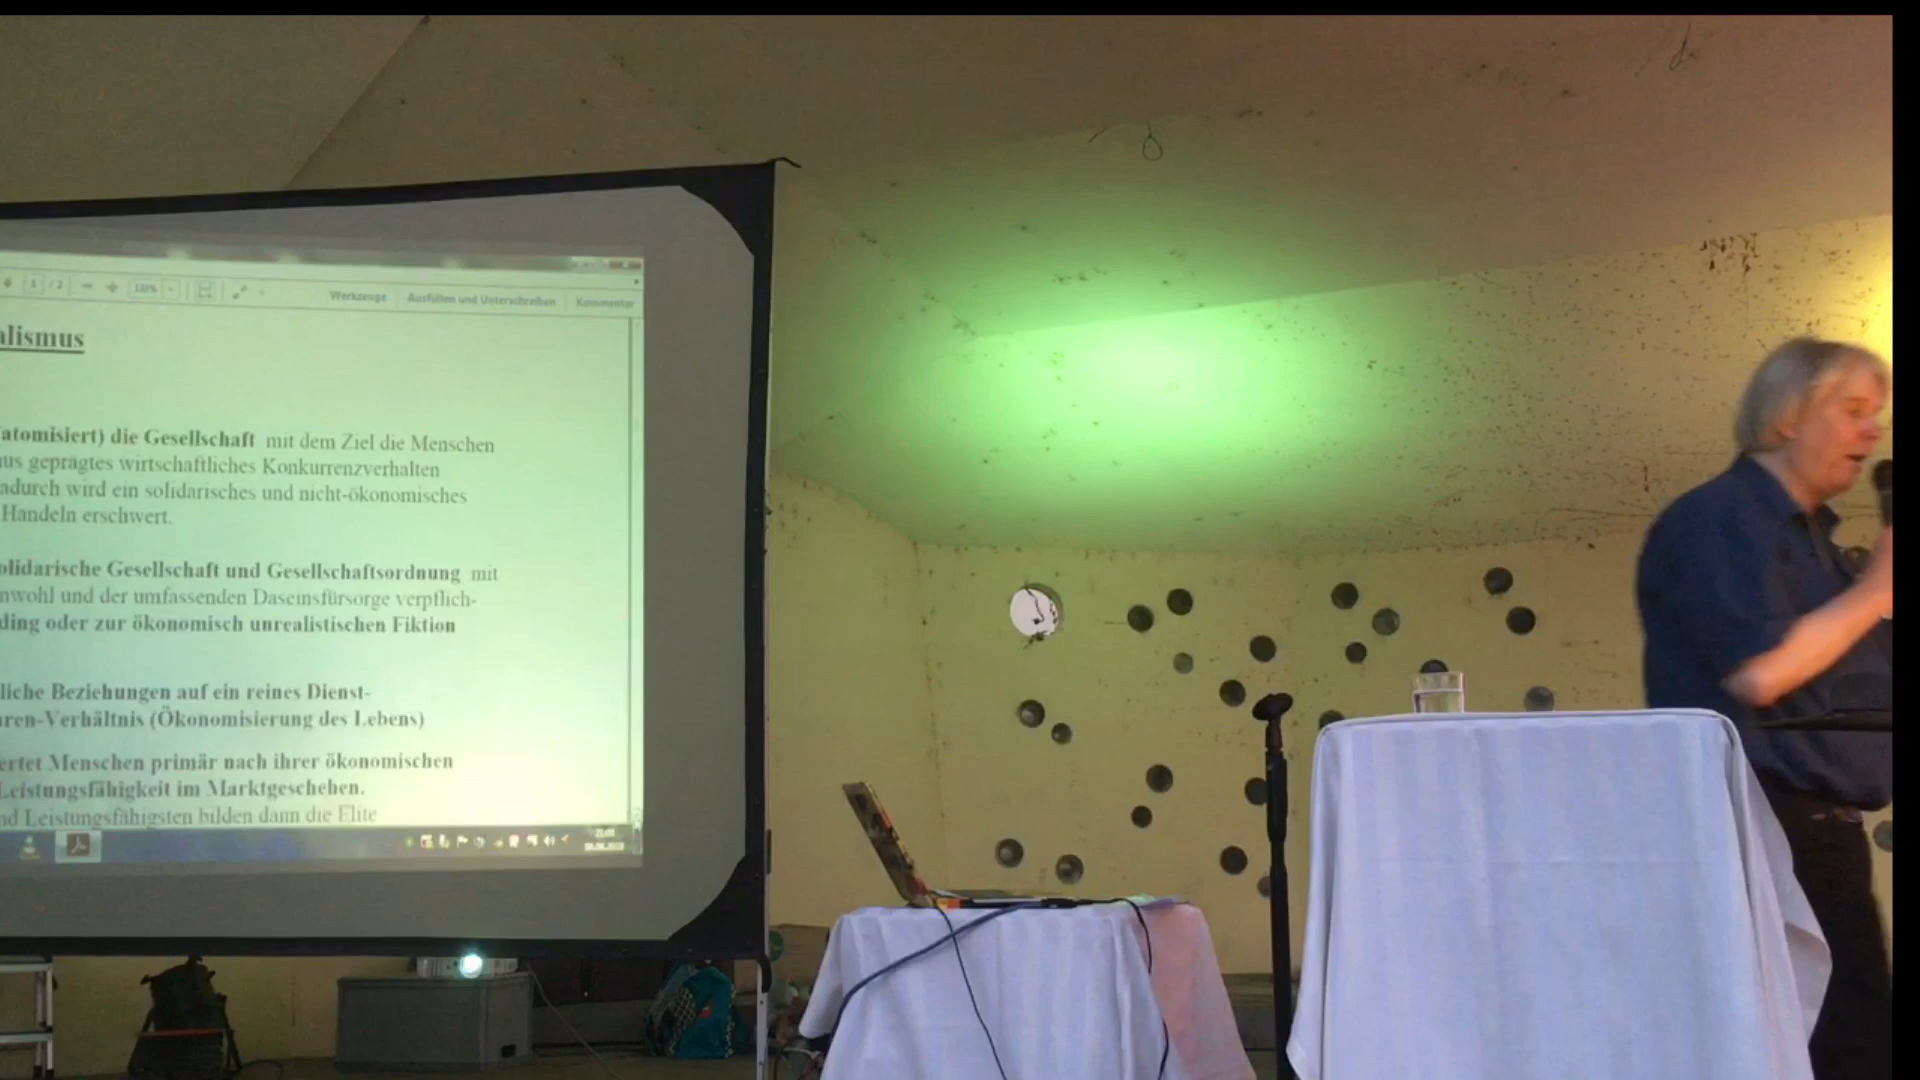 1 / 2
Werkzeuge Ausfüllen und Unterschreiben Kommentar
alismus
(atomisiert) die Gesellschaft mit dem Ziel die Menschen
us geprägtes wirtschaftliches Konkurrenzverhalten
adurch wird ein solidarisches und nicht-ökonomisches
Handeln erschwert.
olidarische Gesellschaft und Gesellschaftsordnung mit
nwohl und der umfassenden Daseinsfürsorge verpflich-
ding oder zur ökonomisch unrealistischen Fiktion
liche Beziehungen auf ein reines Dienst-
ren-Verhältnis (Ökonomisierung des Lebens)
ertet Menschen primär nach ihrer ökonomischen
Leistungsfähigkeit im Marktgeschehen.
nd Leistungsfähigsten bilden dann die Elite